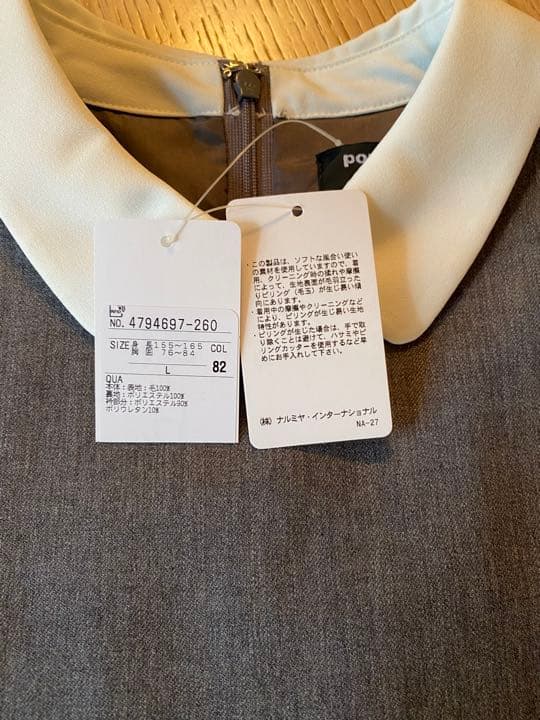 po
NO. 4794697-260
SIZE 身 長155~165 COL
胸 囲 76~84
L 82
QUA
本体:表地:毛100%
裏地:ポリエステル100%
衿部分:ポリエステル90%
ポリウレタン10%
・この製品は、ソフトな風合い使い
の素材を使用していますので、着
用、クリーニング時の揉れや摩擦
によって、生地表面が毛羽立った
りピリング(毛玉)が生じ易い傾
向にあります。
・着用中の摩擦やクリーニングなど
により、ピリングが生じ易い生地
特性があります。
・ピリングが生じた場合は、手で取
り除くことは避けて、ハサミやピ
リングカッターを使用するなど早
めにお手入れして下さい。
㈱ ナルミヤ・インターナショナル
NA-27